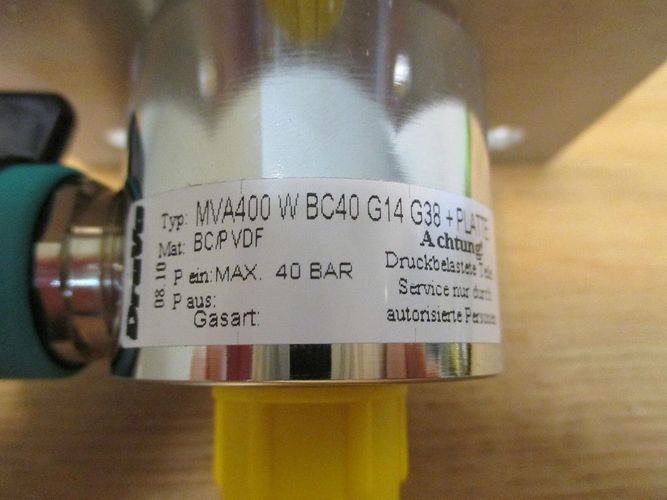 DruVa
08. 10
Typ: MVA400 W BC40 G14 G38 + PLATTE
Mat: BC/PVDF
P ein: MAX. 40 BAR
P aus:
Gasart:
Achtung!
Druckbelastete Teile
Service nur durch
autorisierte Personen